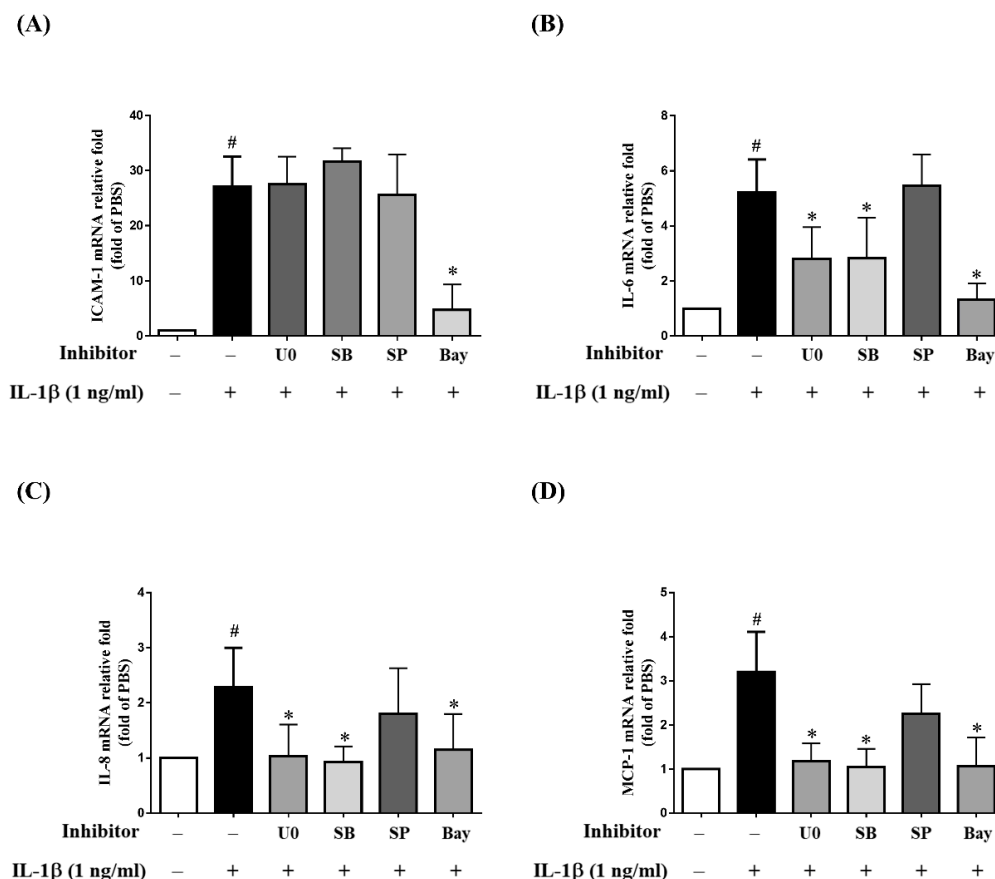 (A)
ICAM-1 mRNA relative fold
(fold of PBS)
40
30
20
10
0
#
*
Inhibitor – – U0 SB SP Bay
IL-1β (1 ng/ml) – + + + + +
(B)
IL-6 mRNA relative fold
(fold of PBS)
8
6
4
2
0
#
*
*
*
Inhibitor – – U0 SB SP Bay
IL-1β (1 ng/ml) – + + + + +
(C)
IL-8 mRNA relative fold
(fold of PBS)
4
3
2
1
0
#
*
*
*
Inhibitor – – U0 SB SP Bay
IL-1β (1 ng/ml) – + + + + +
(D)
MCP-1 mRNA relative fold
(fold of PBS)
5
4
3
2
1
0
#
*
*
*
Inhibitor – – U0 SB SP Bay
IL-1β (1 ng/ml) – + + + + +